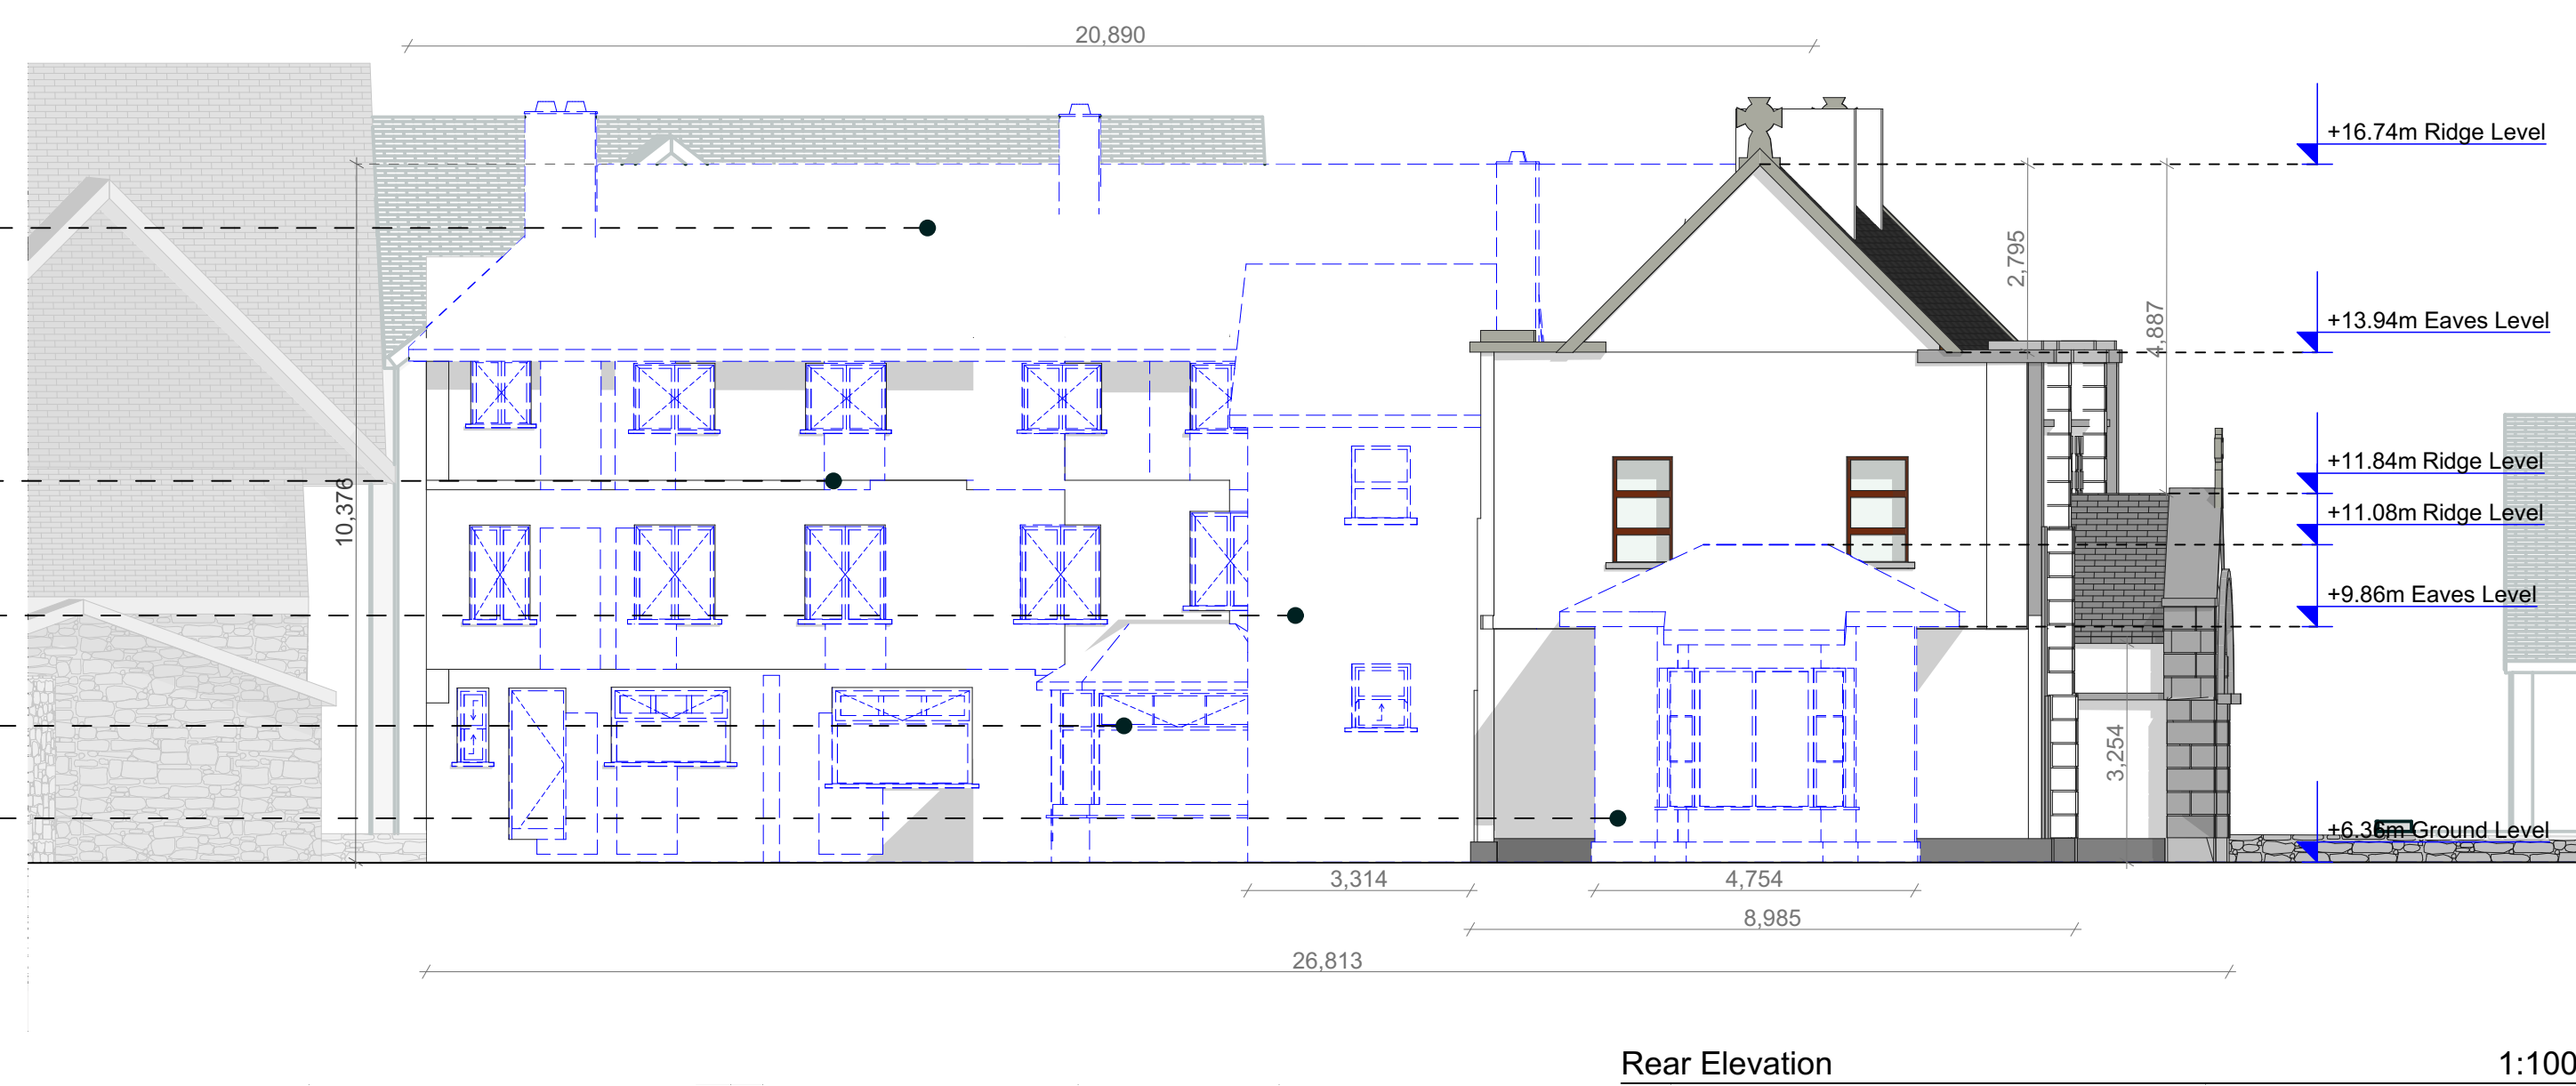 20,890
+16.74m Ridge Level
2,795
+13.94m Eaves Level
4,887
+11.84m Ridge Level
10,376
+11.08m Ridge Level
+9.86m Eaves Level
3,254
+6.36m Ground Level
3,314
4,754
8,985
26,813
Rear Elevation
1:100